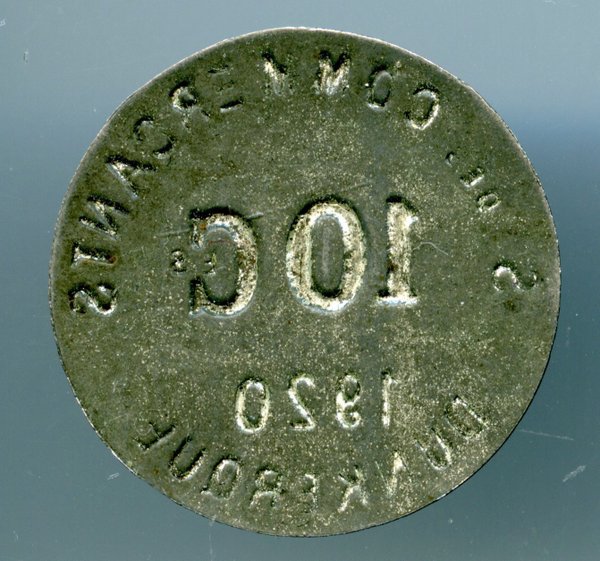 S. DE. COMMERCANTS
10C
1920
DUNKERQUE